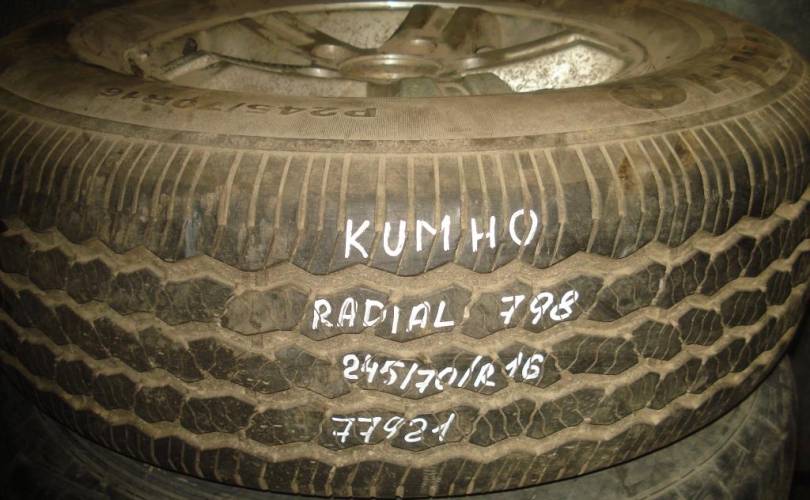 P245/70R16
KUMHO
RADIAL 798
245/70/R16
77921